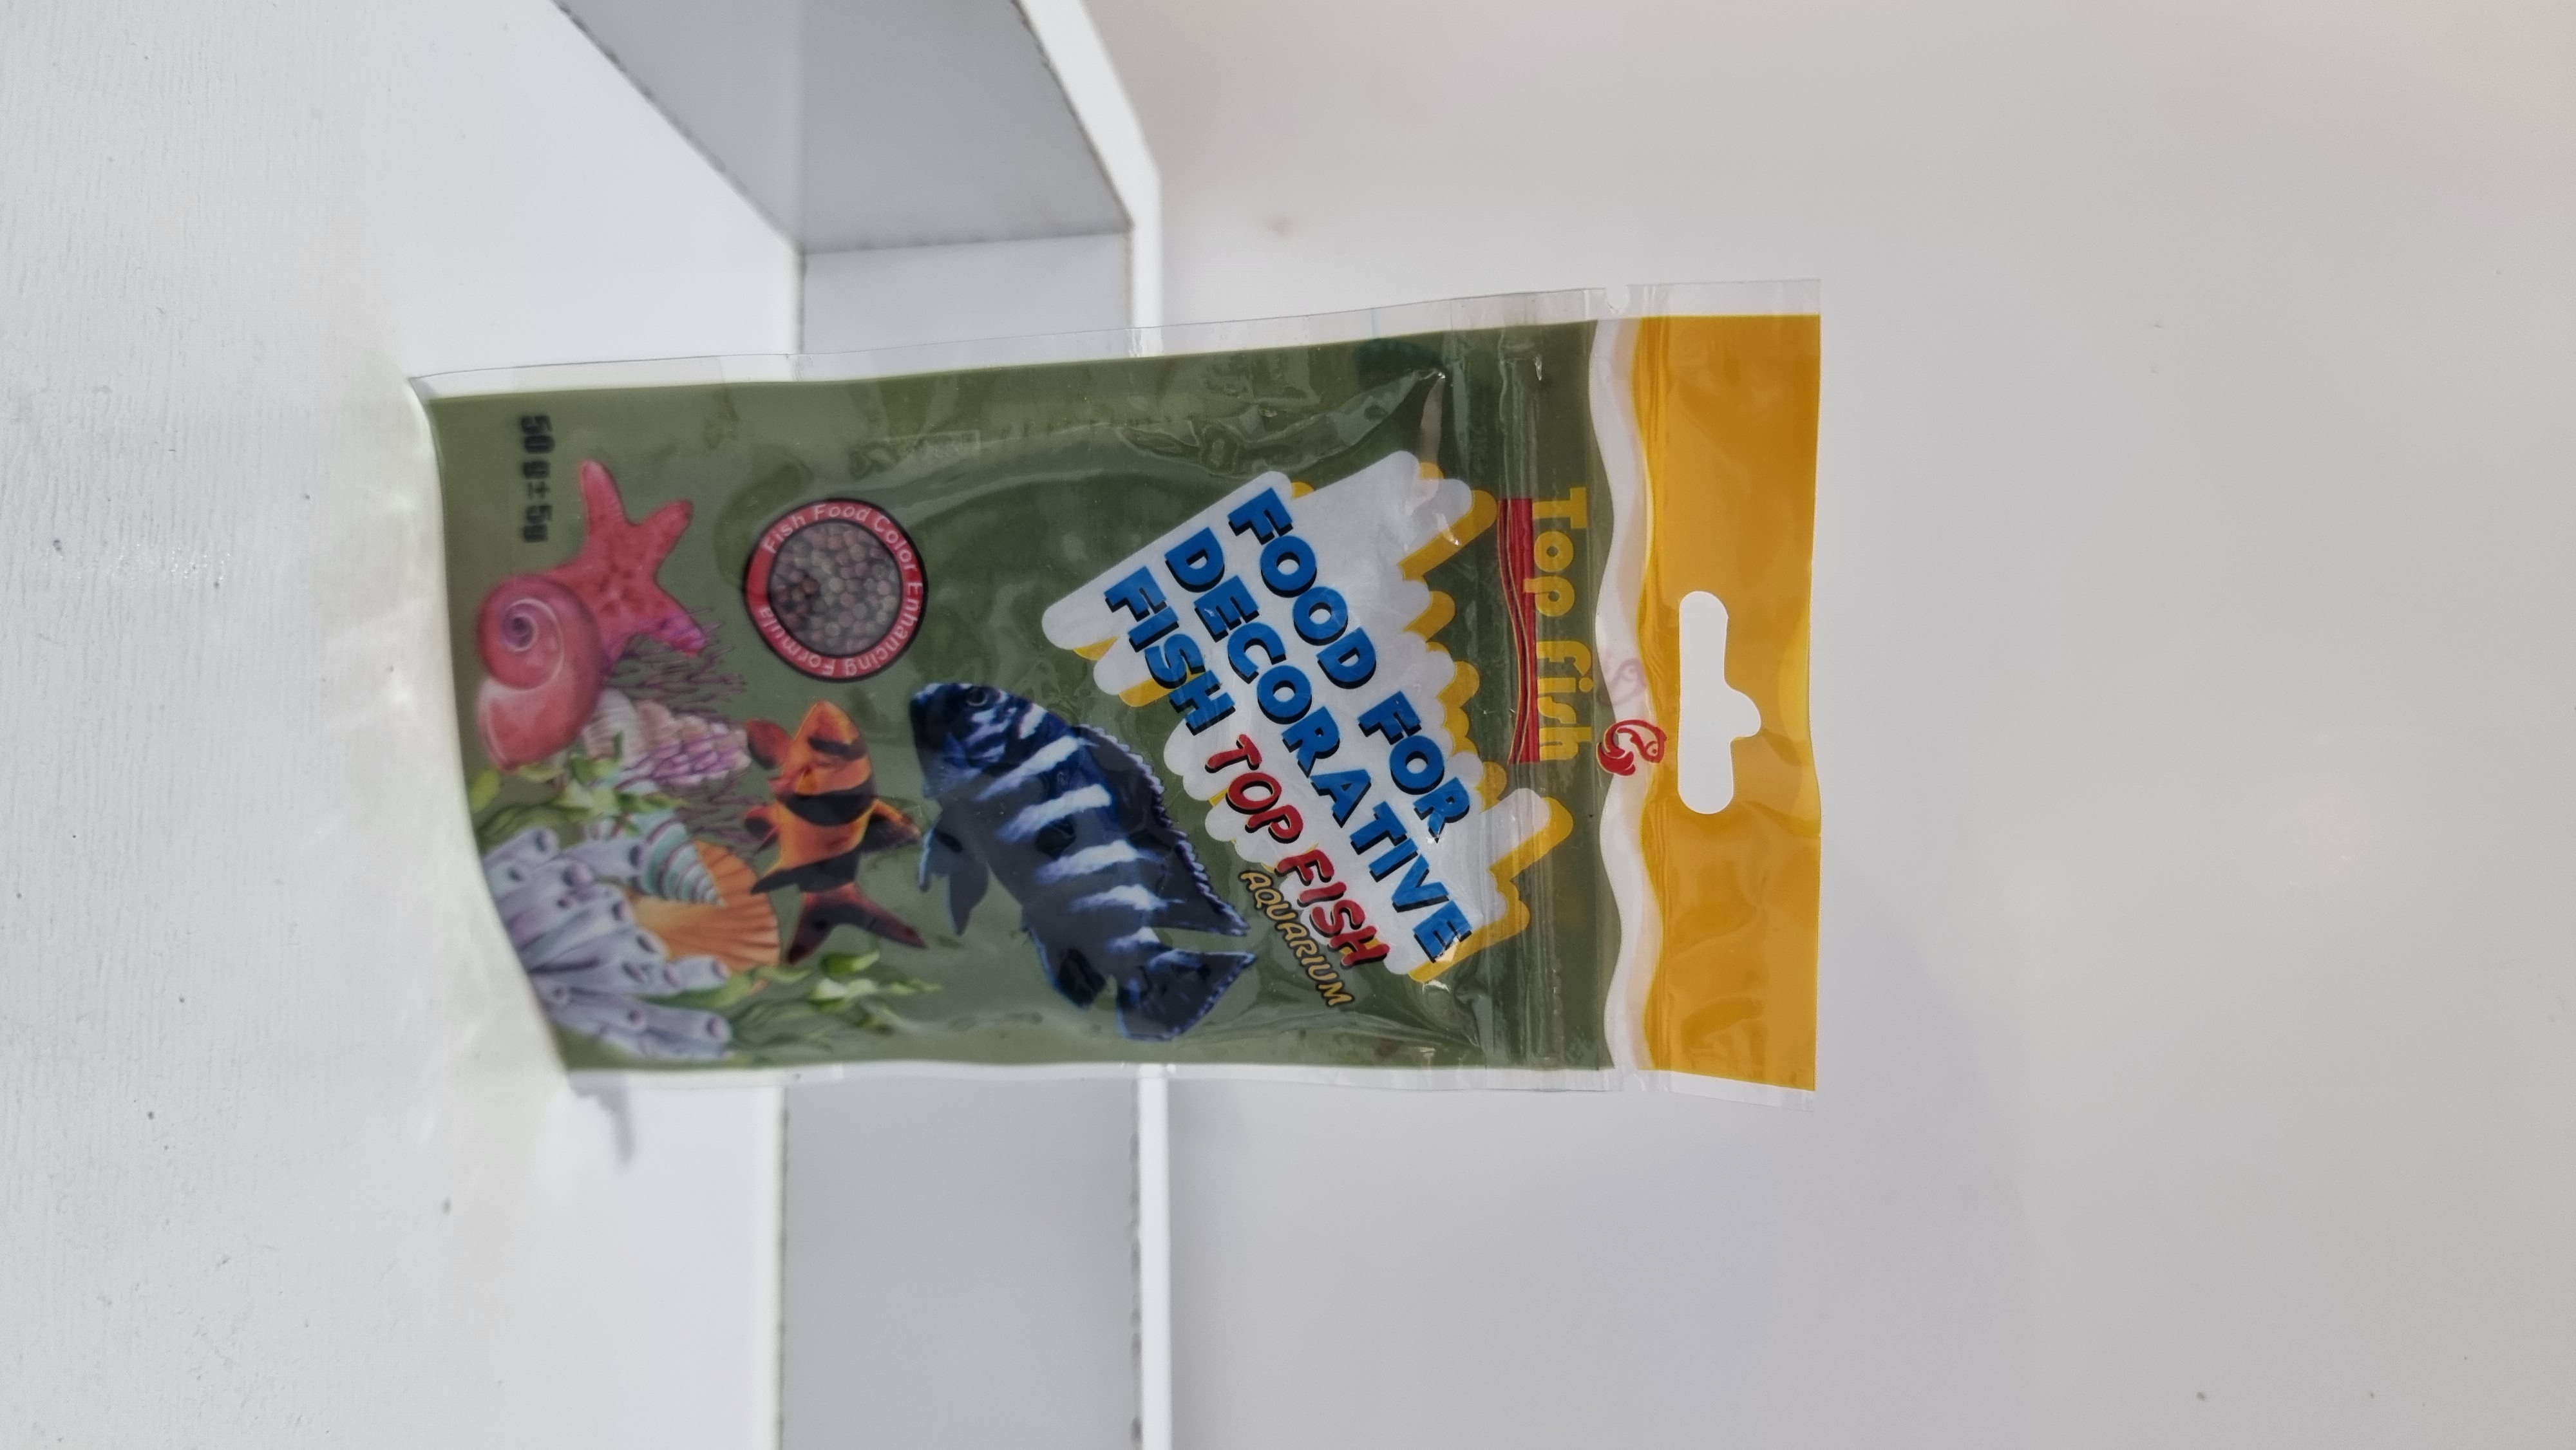 Top Fish
FOOD FOR
DECORATIVE
FISH TOP FISH
AQUARIUM
Fish Food Color Enhancing Formula
50 g±5g